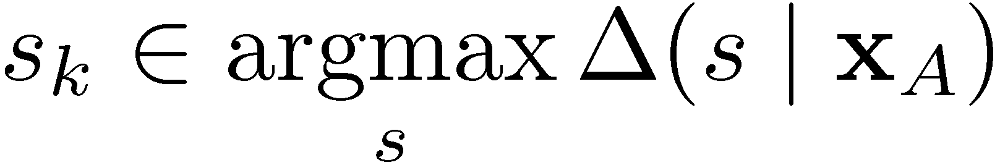 s_k ∈ argmax Δ(s | x_A)
s